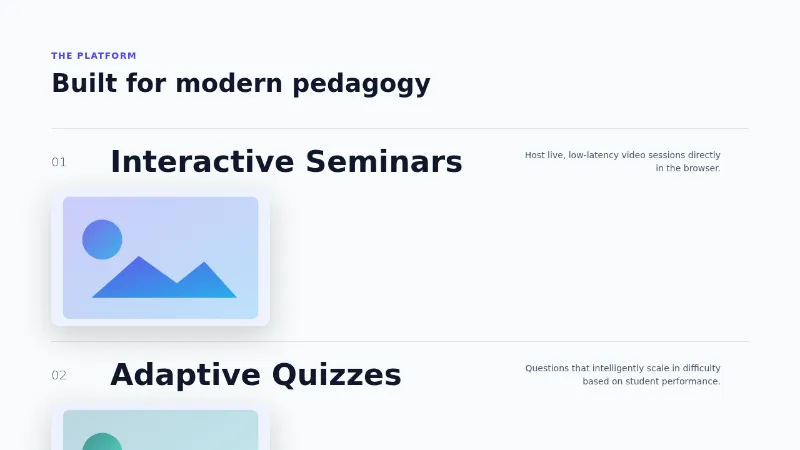 THE PLATFORM
Built for modern pedagogy
01
Interactive Seminars
Host live, low-latency video sessions directly
in the browser.
02
Adaptive Quizzes
Questions that intelligently scale in difficulty
based on student performance.